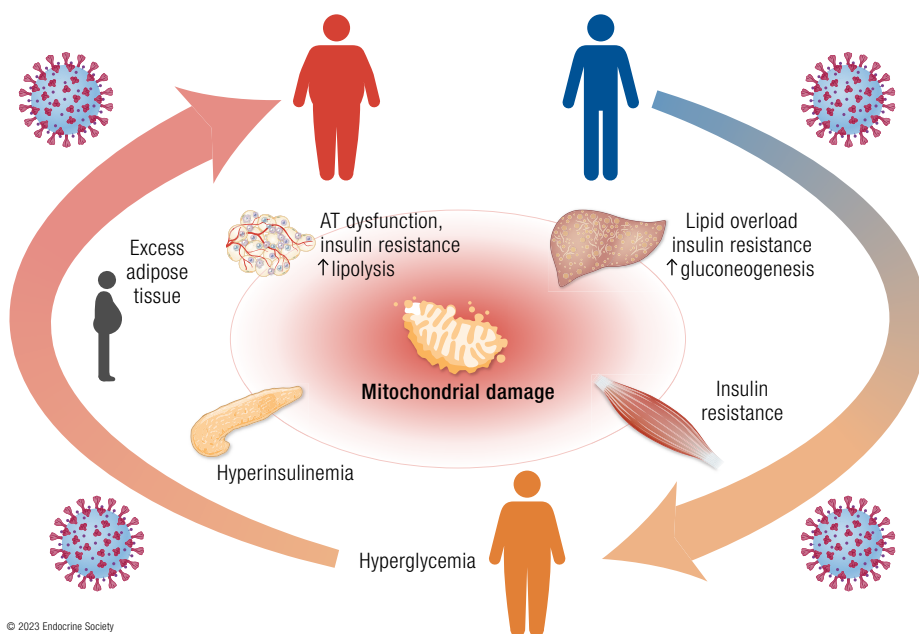 AT dysfunction,
insulin resistance
↑lipolysis
Lipid overload
insulin resistance
↑gluconeogenesis
Excess
adipose
tissue
Mitochondrial damage
Insulin
resistance
Hyperinsulinemia
Hyperglycemia
© 2023 Endocrine Society